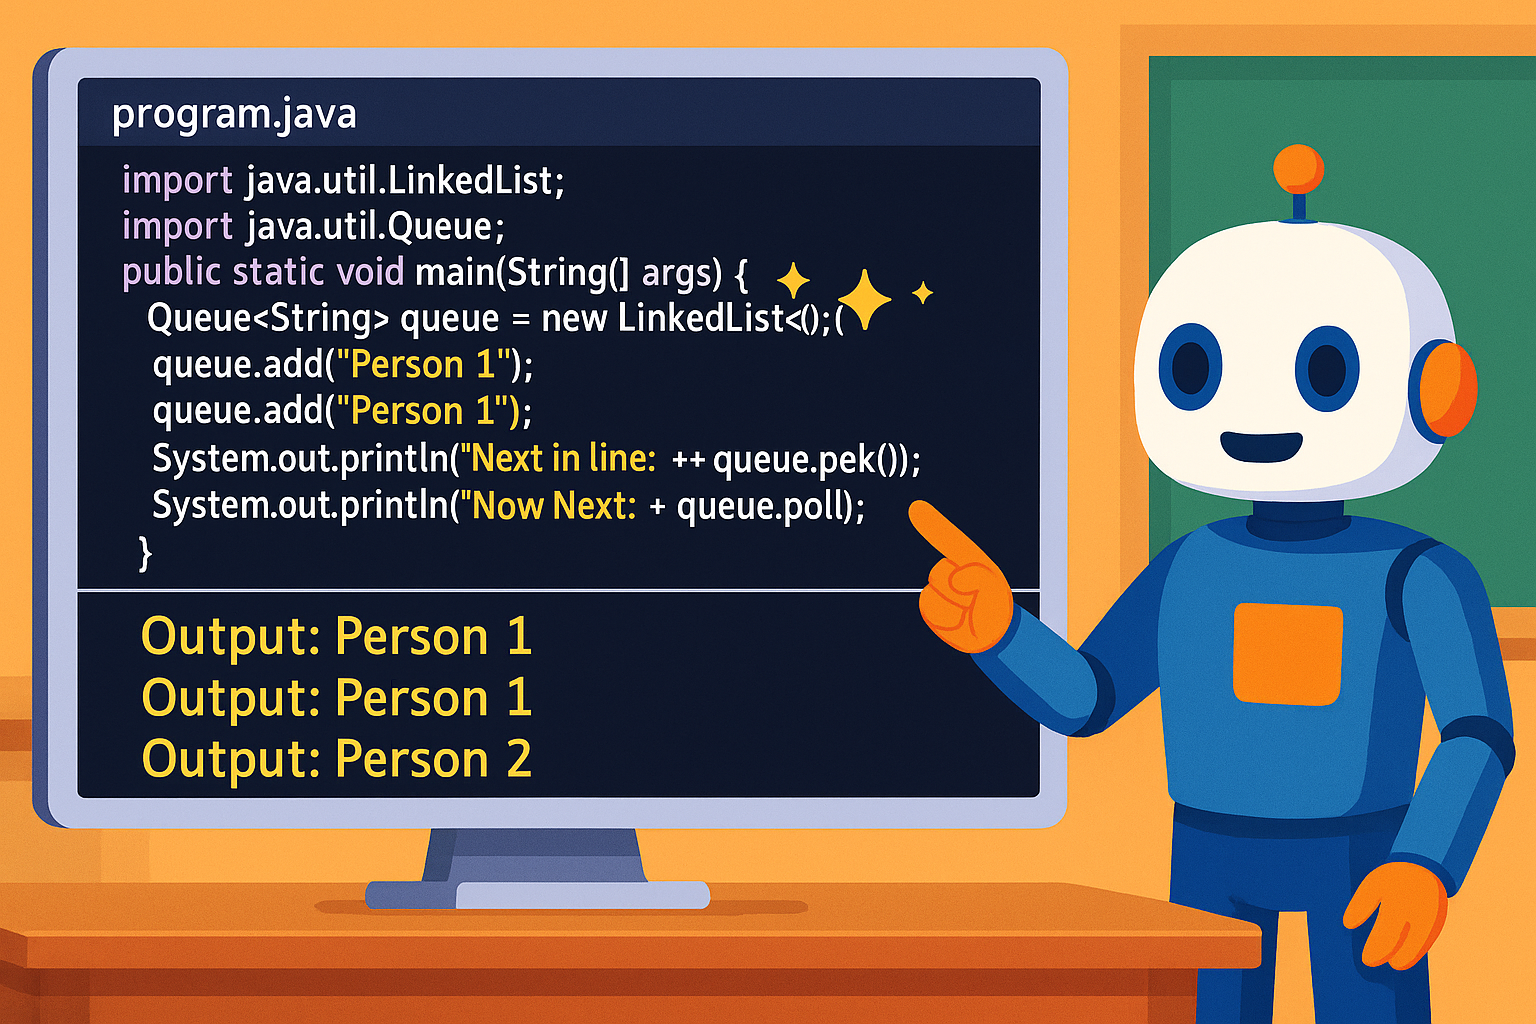 program.java
import java.util.LinkedList;
import java.util.Queue;
public static void main(String(] args) {
Queue<String> queue = new LinkedList<();(
queue.add("Person 1");
queue.add("Person 1");
System.out.println("Next in line: ++ queue.pek());
System.out.println("Now Next: + queue.poll);
}
Output: Person 1
Output: Person 1
Output: Person 2